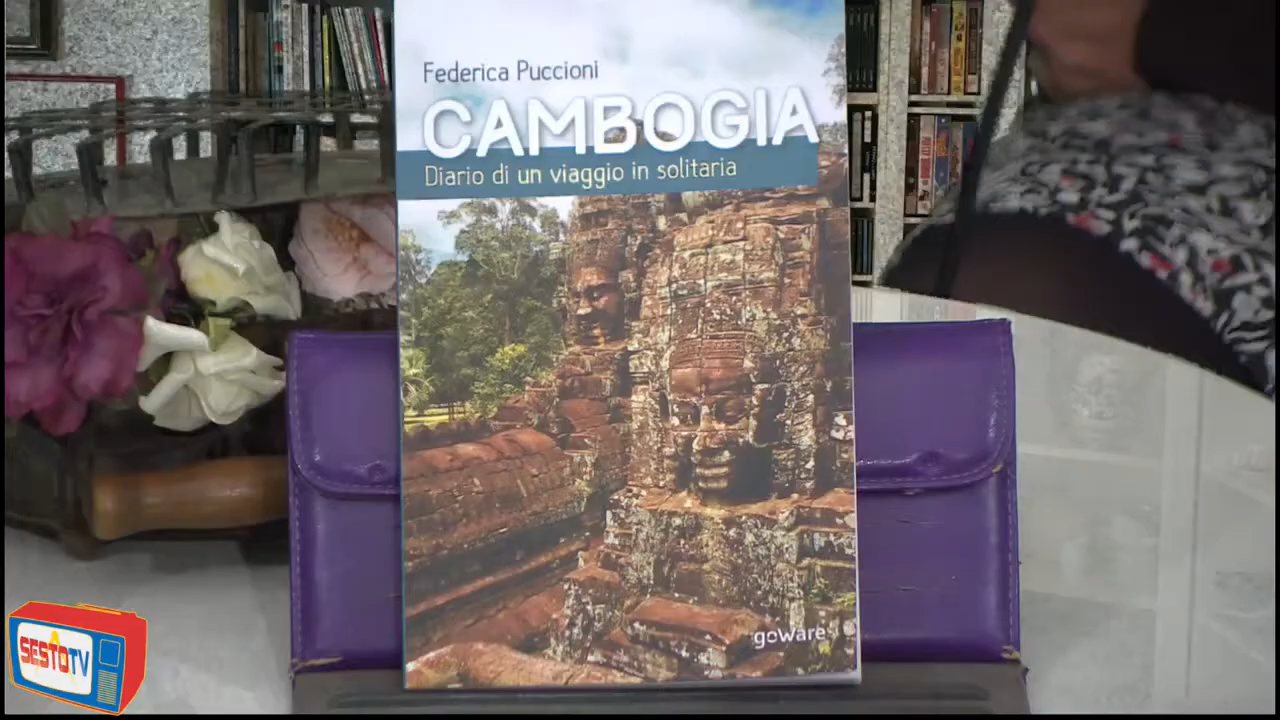 Federica Puccioni
CAMBOGIA
Diario di un viaggio in solitaria
goWare
SESTOTV